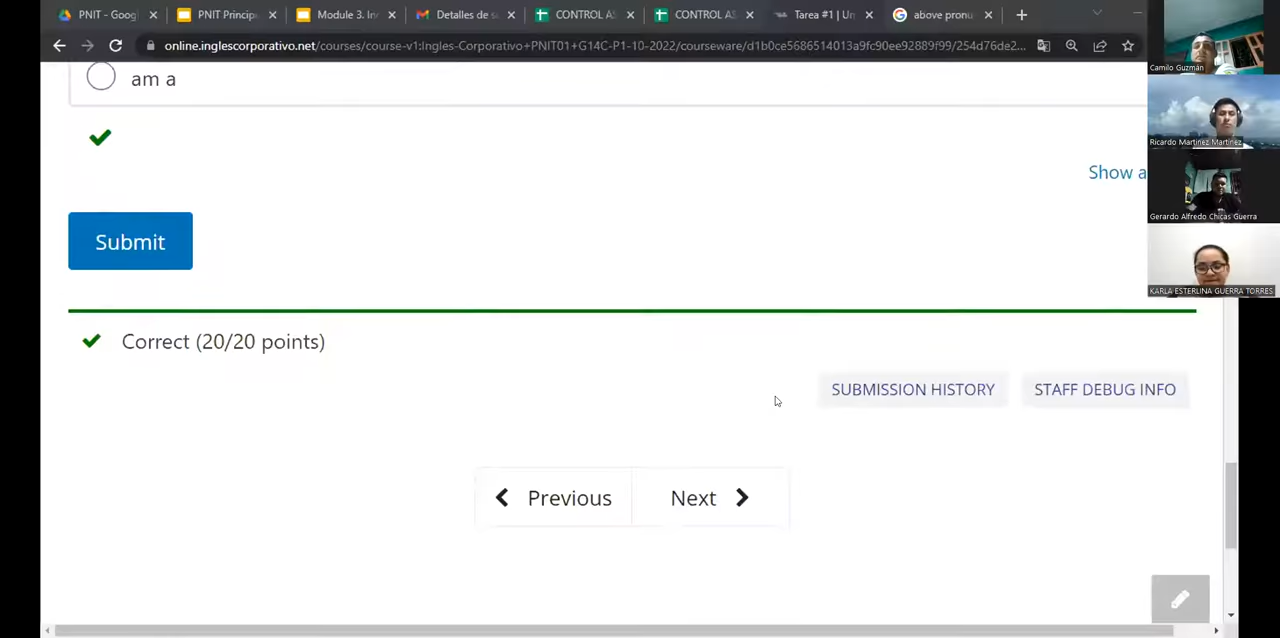 PNIT - Goog
PNIT Princip
Module 3. In
Detalles de s
CONTROL AS
CONTROL AS
Tarea #1 | Un
above pronu
online.inglescorporativo.net/courses/course-v1:Ingles-Corporativo+PNIT01+G14C-P1-10-2022/courseware/d1b0ce5686514013a9fc90ee92889f99/254d76de2...
Camilo Guzmán
am a
Ricardo Martinez Martinez
Show a
Gerardo Alfredo Chicas Guerra
Submit
KARLA ESTERLINA GUERRA TORRES
Correct (20/20 points)
SUBMISSION HISTORY
STAFF DEBUG INFO
Previous
Next